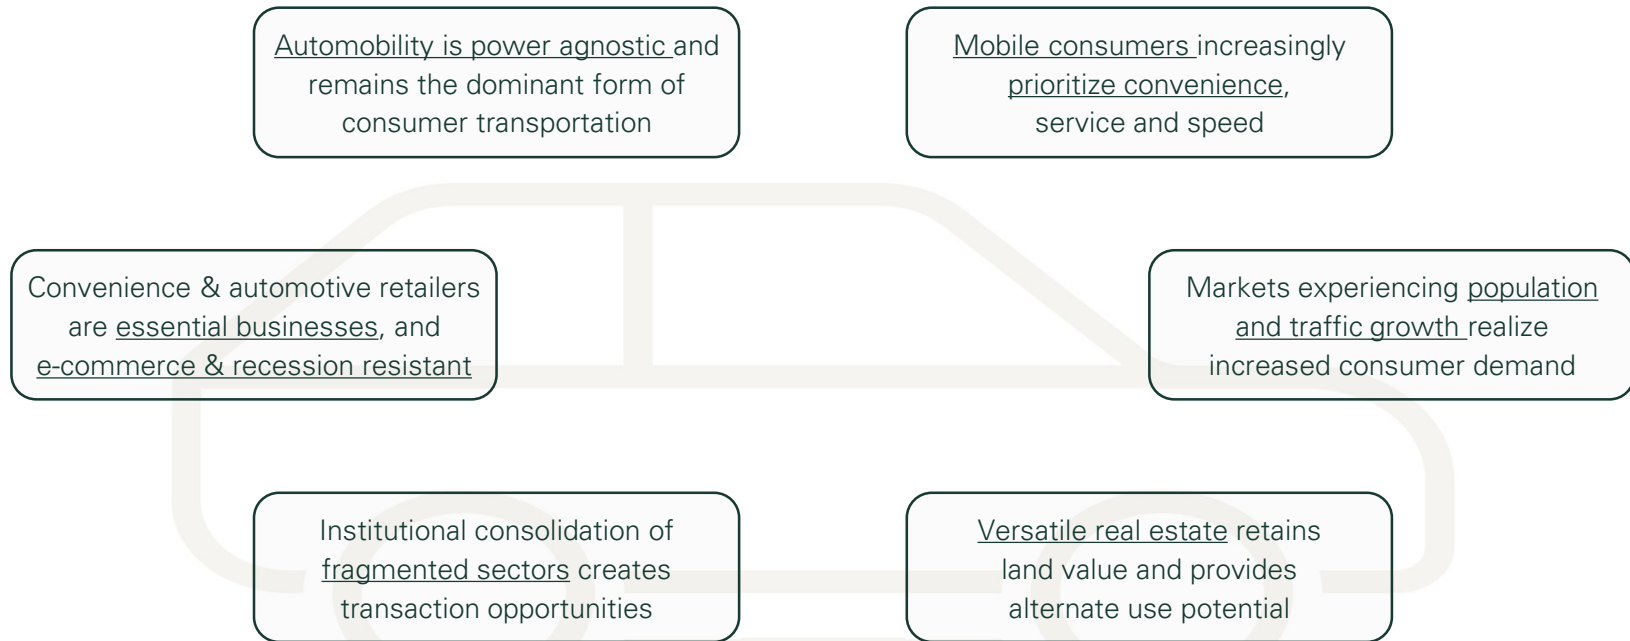 Automobility is power agnostic and
remains the dominant form of
consumer transportation
Mobile consumers increasingly
prioritize convenience,
service and speed
Convenience & automotive retailers
are essential businesses, and
e-commerce & recession resistant
Markets experiencing population
and traffic growth realize
increased consumer demand
Institutional consolidation of
fragmented sectors creates
transaction opportunities
Versatile real estate retains
land value and provides
alternate use potential